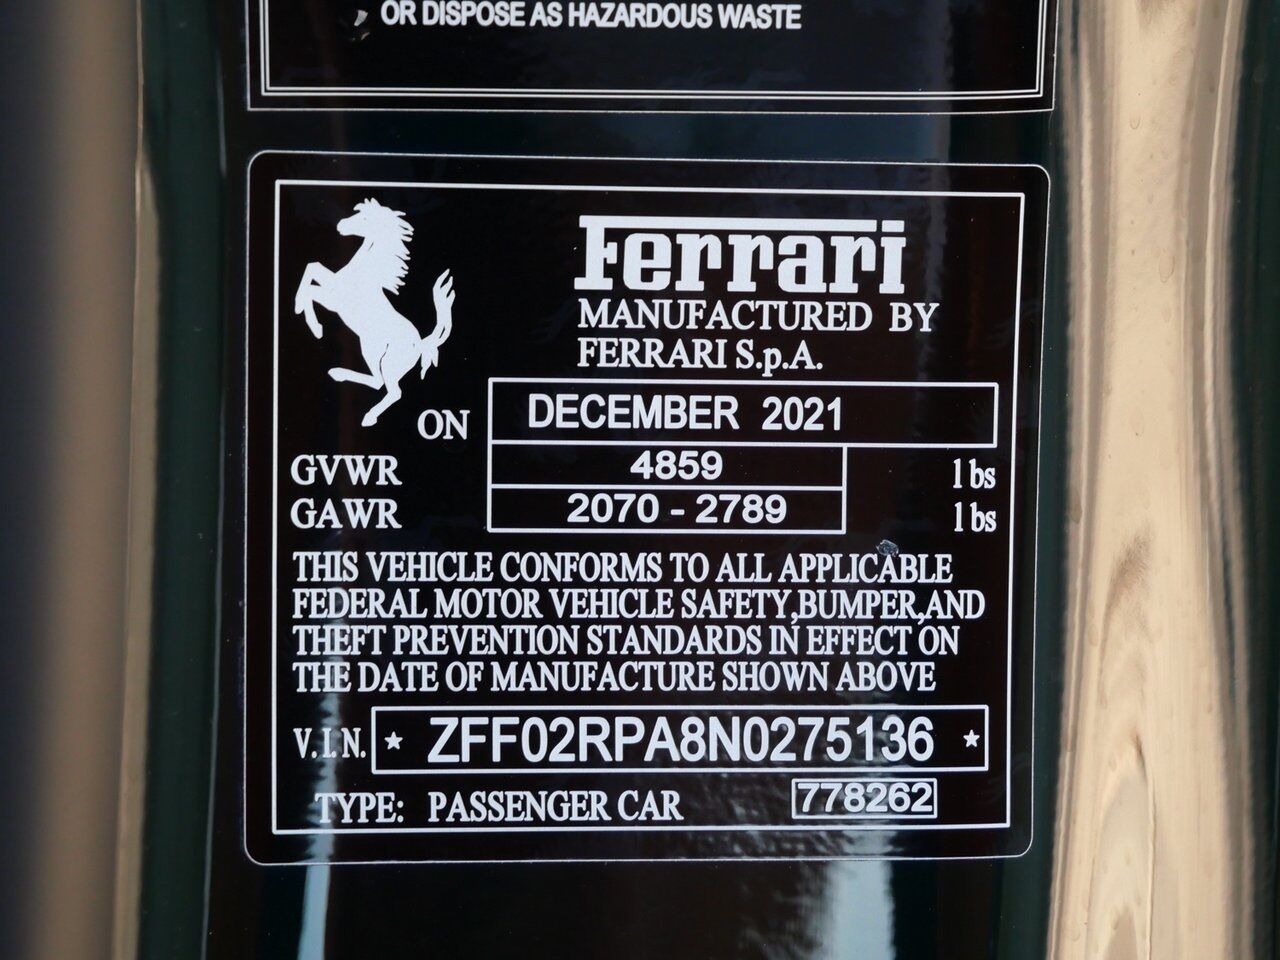 OR DISPOSE AS HAZARDOUS WASTE
Ferrari
MANUFACTURED BY
FERRARI S.p.A.
ON DECEMBER 2021
GVWR 4859 lbs
GAWR 2070 - 2789 lbs
THIS VEHICLE CONFORMS TO ALL APPLICABLE
FEDERAL MOTOR VEHICLE SAFETY,BUMPER,AND
THEFT PREVENTION STANDARDS IN EFFECT ON
THE DATE OF MANUFACTURE SHOWN ABOVE
V.I.N. ★ ZFF02RPA8N0275136 ★
TYPE: PASSENGER CAR 778262